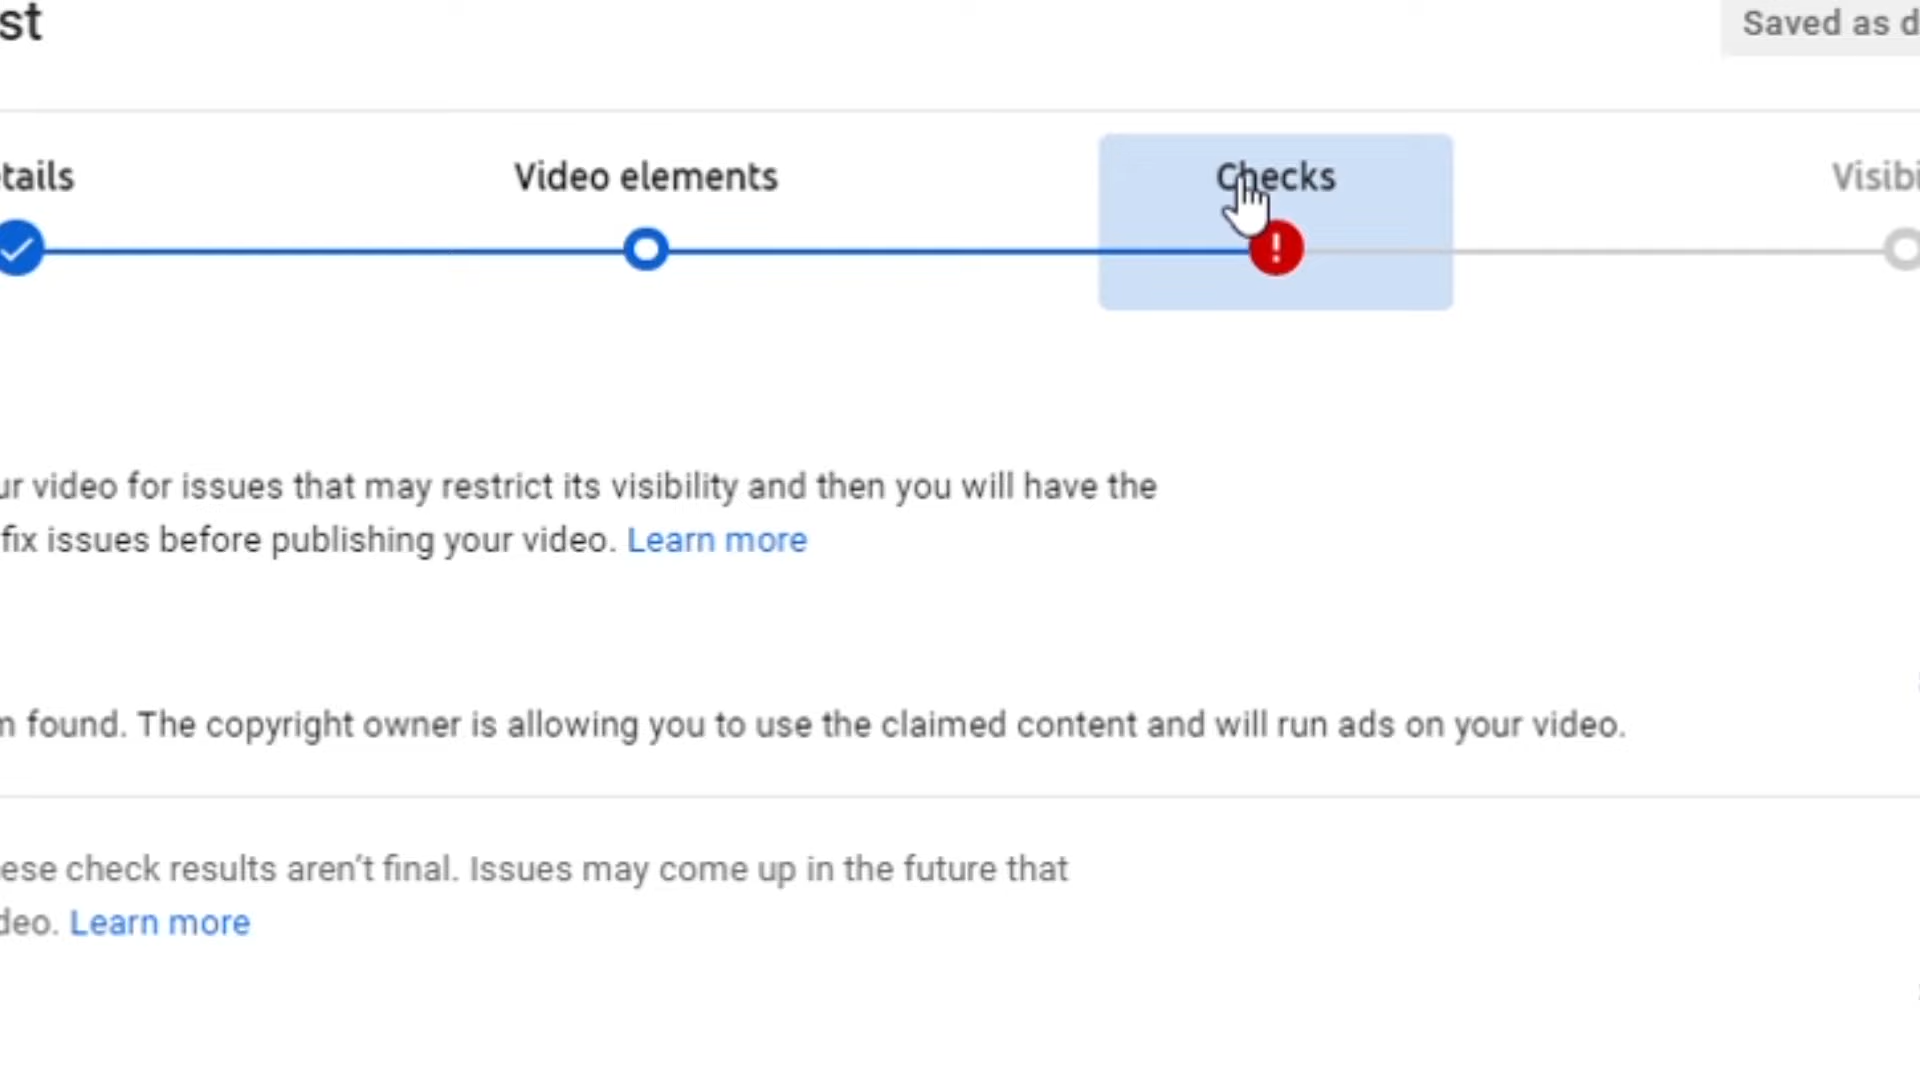 st
Saved as d
tails
Video elements
Checks
Visibi
ur video for issues that may restrict its visibility and then you will have the
fix issues before publishing your video. Learn more
m found. The copyright owner is allowing you to use the claimed content and will run ads on your video.
ese check results aren't final. Issues may come up in the future that
deo. Learn more